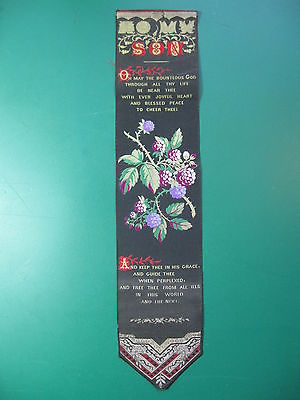 TO MY
SON
OH MAY THE BOUNTEOUS GOD
THROUGH ALL THY LIFE
BE NEAR THEE
WITH EVER JOYFUL HEART
AND BLESSED PEACE
TO CHEER THEE!
AND KEEP THEE IN HIS GRACE,
AND GUIDE THEE
WHEN PERPLEXED,
AND FREE THEE FROM ALL ILLS
IN THIS WORLD
AND THE NEXT.